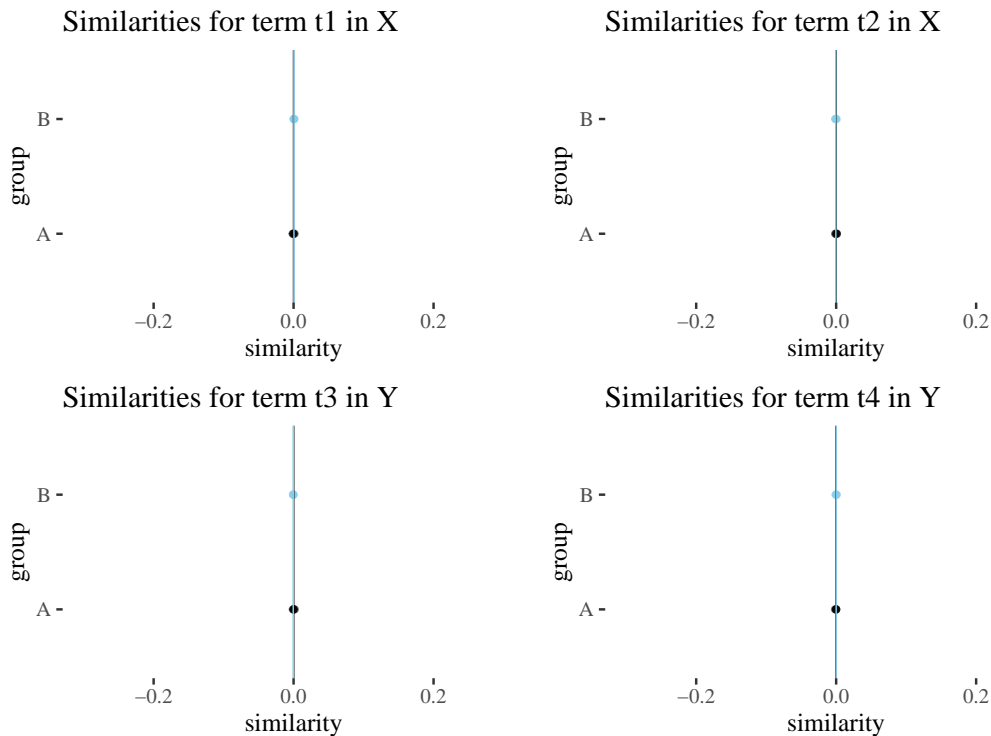 Similarities for term t1 in X
group
B
A
−0.2 0.0 0.2
similarity
Similarities for term t2 in X
group
B
A
−0.2 0.0 0.2
similarity
Similarities for term t3 in Y
group
B
A
−0.2 0.0 0.2
similarity
Similarities for term t4 in Y
group
B
A
−0.2 0.0 0.2
similarity